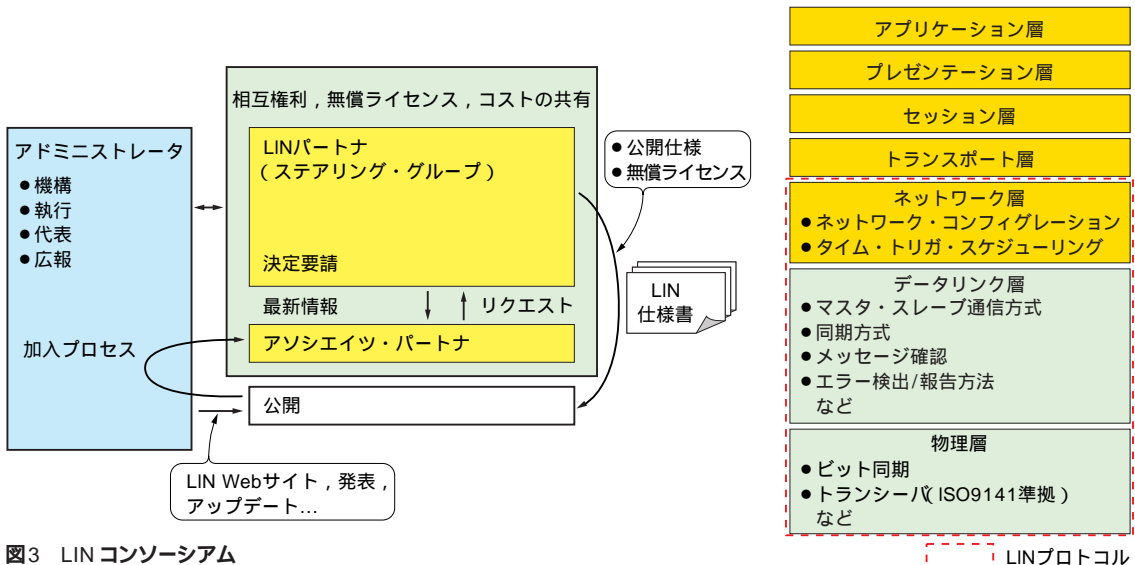 アドミニストレータ
●機構
●執行
●代表
●広報
加入プロセス
相互権利，無償ライセンス，コストの共有
LINパートナ
（ステアリング・グループ）
決定要請
最新情報
リクエスト
アソシエイツ・パートナ
公開
●公開仕様
●無償ライセンス
LIN
仕様書
LIN Webサイト，発表，
アップデート...
図3 LINコンソーシアム
アプリケーション層
プレゼンテーション層
セッション層
トランスポート層
ネットワーク層
●ネットワーク・コンフィグレーション
●タイム・トリガ・スケジューリング
データリンク層
●マスタ・スレーブ通信方式
●同期方式
●メッセージ確認
●エラー検出/報告方法
など
物理層
●ビット同期
●トランシーバ（ISO9141準拠）
など
LINプロトコル